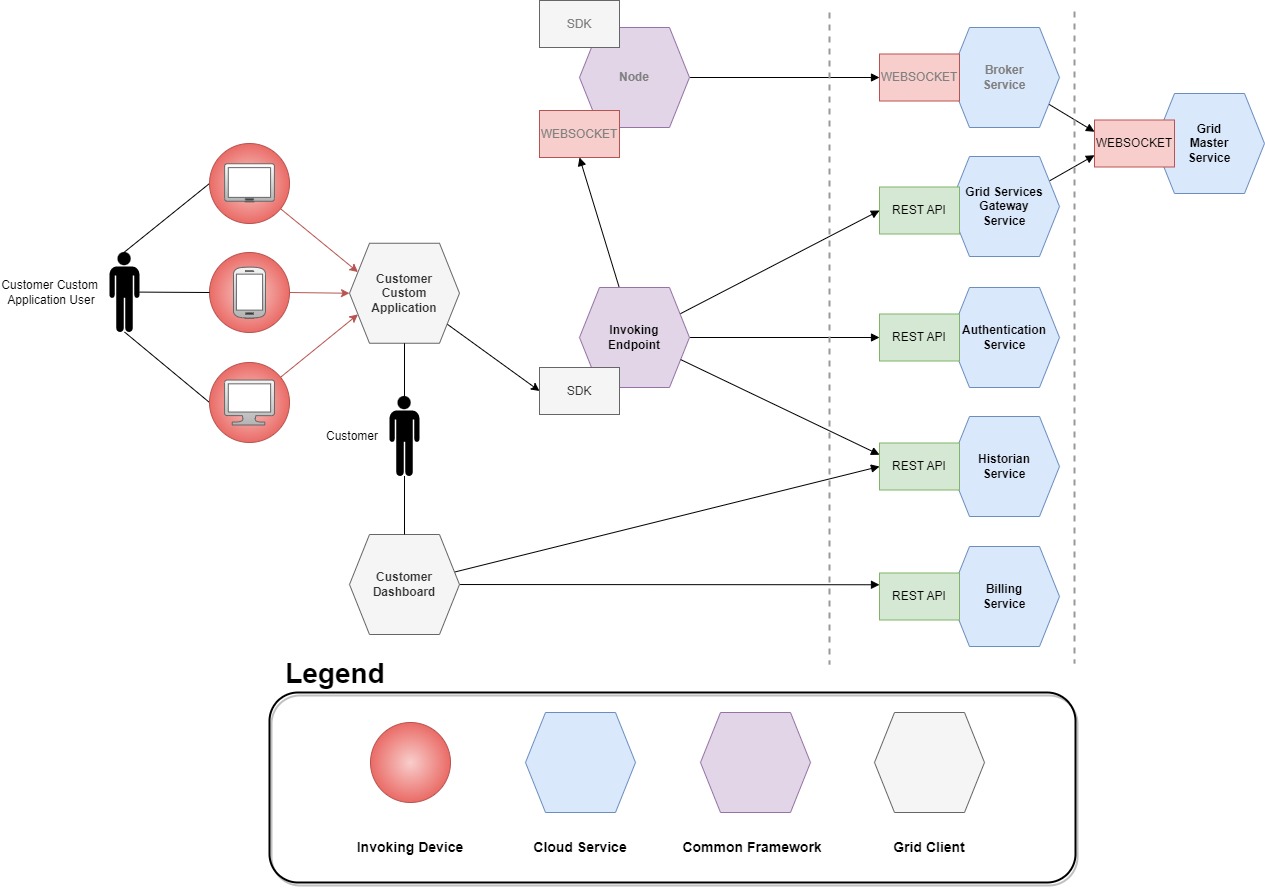 SDK
Node
WEBSOCKET
WEBSOCKET
Broker
Service
WEBSOCKET
Grid
Master
Service
REST API
Grid Services
Gateway
Service
Customer Custom
Application User
Customer
Custom
Application
Invoking
Endpoint
SDK
REST API
Authentication
Service
Customer
REST API
Historian
Service
Customer
Dashboard
REST API
Billing
Service
Legend
Invoking Device
Cloud Service
Common Framework
Grid Client